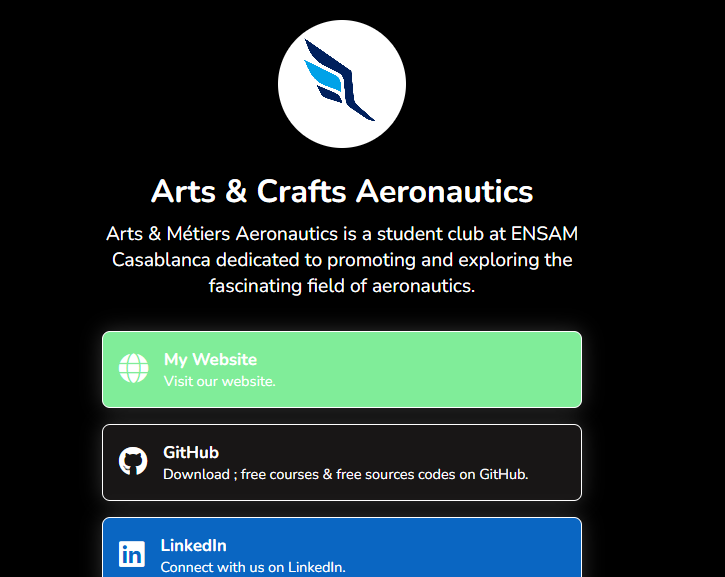 Arts & Crafts Aeronautics
Arts & Métiers Aeronautics is a student club at ENSAM
Casablanca dedicated to promoting and exploring the
fascinating field of aeronautics.
My Website
Visit our website.
GitHub
Download ; free courses & free sources codes on GitHub.
in
LinkedIn
Connect with us on LinkedIn.